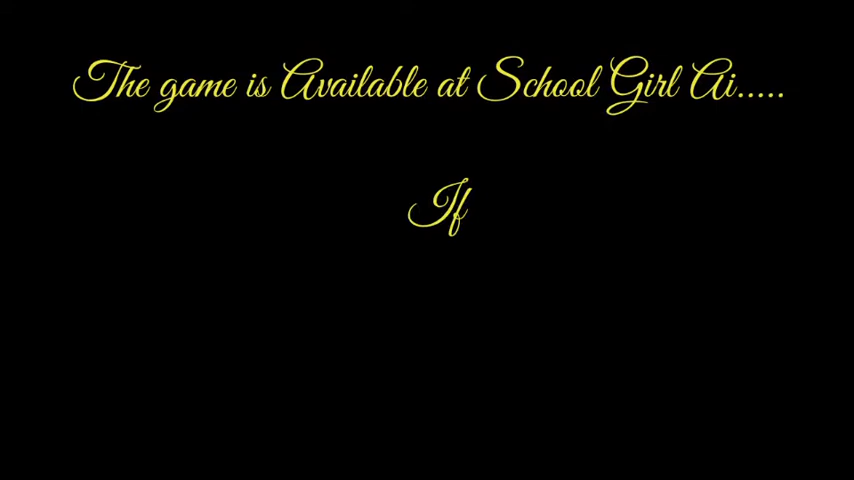 The game is Available at School Girl Ai.....
If